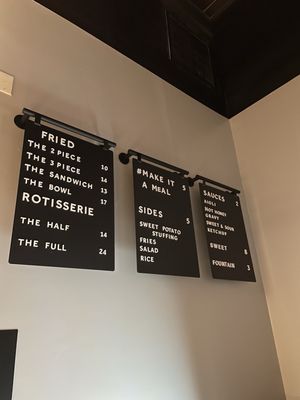 FRIED
THE 2 PIECE 10
THE 3 PIECE 14
THE SANDWICH 13
THE BOWL 17
ROTISSERIE
THE HALF 14
THE FULL 24
#MAKE IT 5
A MEAL
SIDES 5
SWEET POTATO
STUFFING
FRIES
SALAD
RICE
SAUCES 2
AIOLI
HOT HONEY
GRAVY
SWEET & SOUR
KETCHUP
#SWEET 8
FOUNTAIN 3